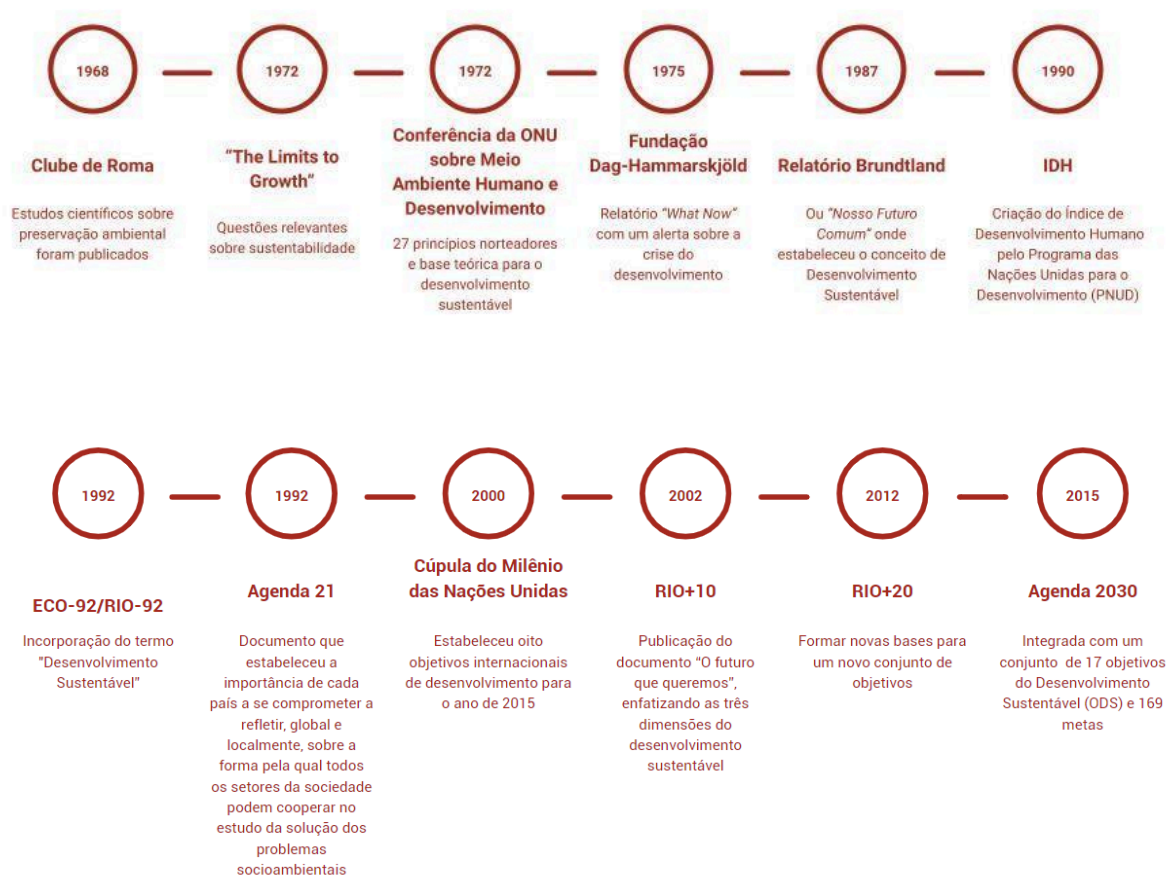 1968
Clube de Roma
Estudos científicos sobre
preservação ambiental
foram publicados
1972
“The Limits to
Growth”
Questões relevantes
sobre sustentabilidade
1972
Conferência da ONU
sobre Meio
Ambiente Humano e
Desenvolvimento
27 princípios norteadores
e base teórica para o
desenvolvimento
sustentável
1975
Fundação
Dag-Hammarskjöld
Relatório “What Now”
com um alerta sobre a
crise do
desenvolvimento
1987
Relatório Brundtland
Ou “Nosso Futuro
Comum” onde
estabeleceu o conceito de
Desenvolvimento
Sustentável
1990
IDH
Criação do Índice de
Desenvolvimento Humano
pelo Programa das
Nações Unidas para o
Desenvolvimento (PNUD)
1992
ECO-92/RIO-92
Incorporação do termo
"Desenvolvimento
Sustentável”
1992
Agenda 21
Documento que
estabeleceu a
importância de cada
país a se comprometer a
refletir, global e
localmente, sobre a
forma pela qual todos
os setores da sociedade
podem cooperar no
estudo da solução dos
problemas
socioambientais
2000
Cúpula do Milênio
das Nações Unidas
Estabeleceu oito
objetivos internacionais
de desenvolvimento para
o ano de 2015
2002
RIO+10
Publicação do
documento “O futuro
que queremos”,
enfatizando as três
dimensões do
desenvolvimento
sustentável
2012
RIO+20
Formar novas bases para
um novo conjunto de
objetivos
2015
Agenda 2030
Integrada com um
conjunto de 17 objetivos
do Desenvolvimento
Sustentável (ODS) e 169
metas